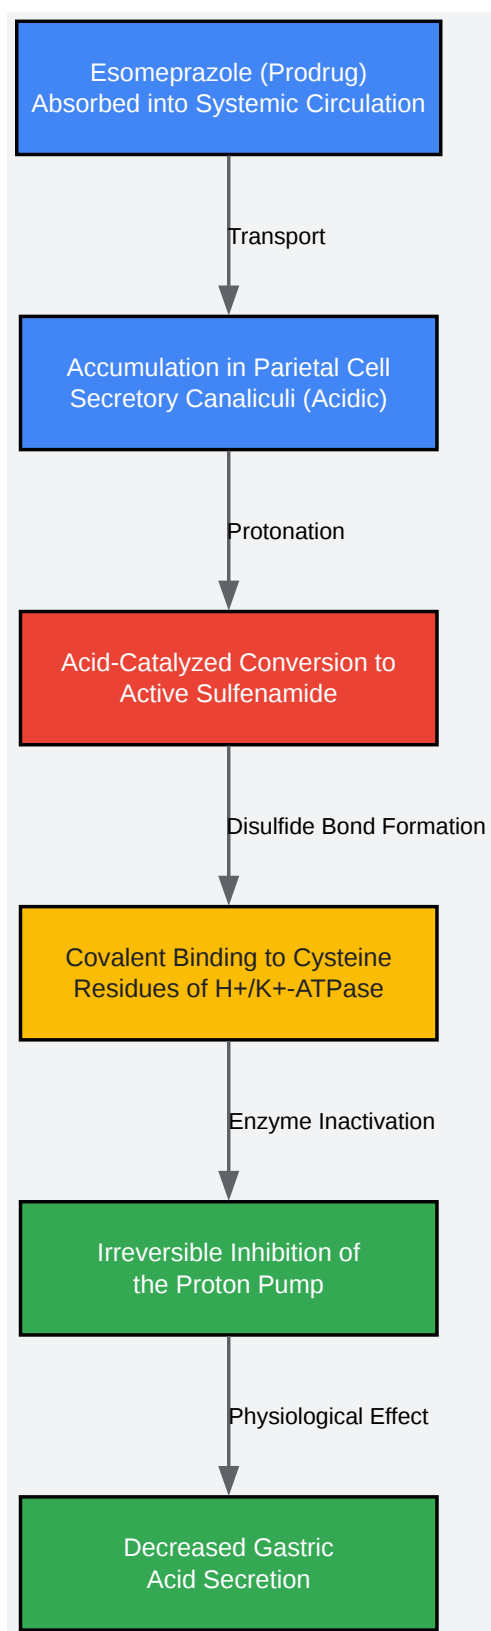 Esomeprazole (Prodrug)
Absorbed into Systemic Circulation
Transport
Accumulation in Parietal Cell
Secretory Canaliculi (Acidic)
Protonation
Acid-Catalyzed Conversion to
Active Sulfenamide
Disulfide Bond Formation
Covalent Binding to Cysteine
Residues of H+/K+-ATPase
Enzyme Inactivation
Irreversible Inhibition of
the Proton Pump
Physiological Effect
Decreased Gastric
Acid Secretion